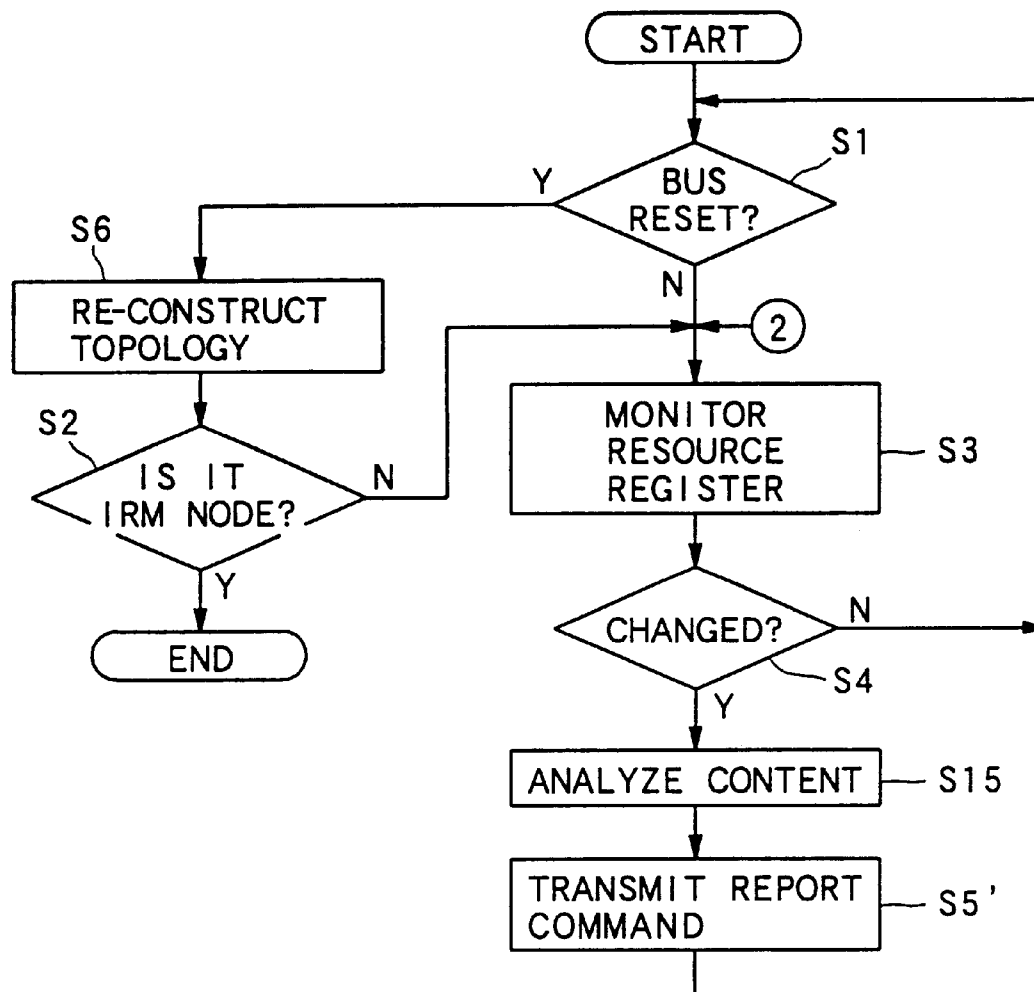 START
S1
BUS
RESET?
Y
N
S6
RE-CONSTRUCT
TOPOLOGY
2
S2
IS IT
IRM NODE?
N
Y
END
MONITOR
RESOURCE
REGISTER
S3
CHANGED?
N
S4
Y
ANALYZE CONTENT
S15
TRANSMIT REPORT
COMMAND
S5'